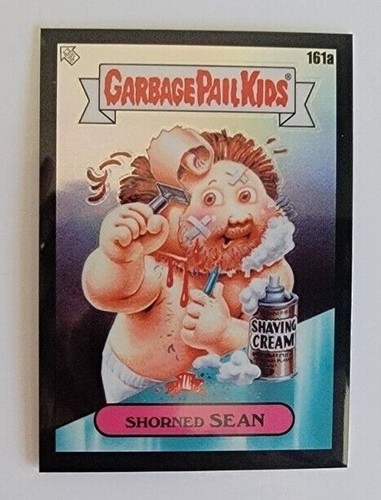 161a
GARBAGE PAIL KIDS®
SHAVING
CREAM
SHORNED SEAN